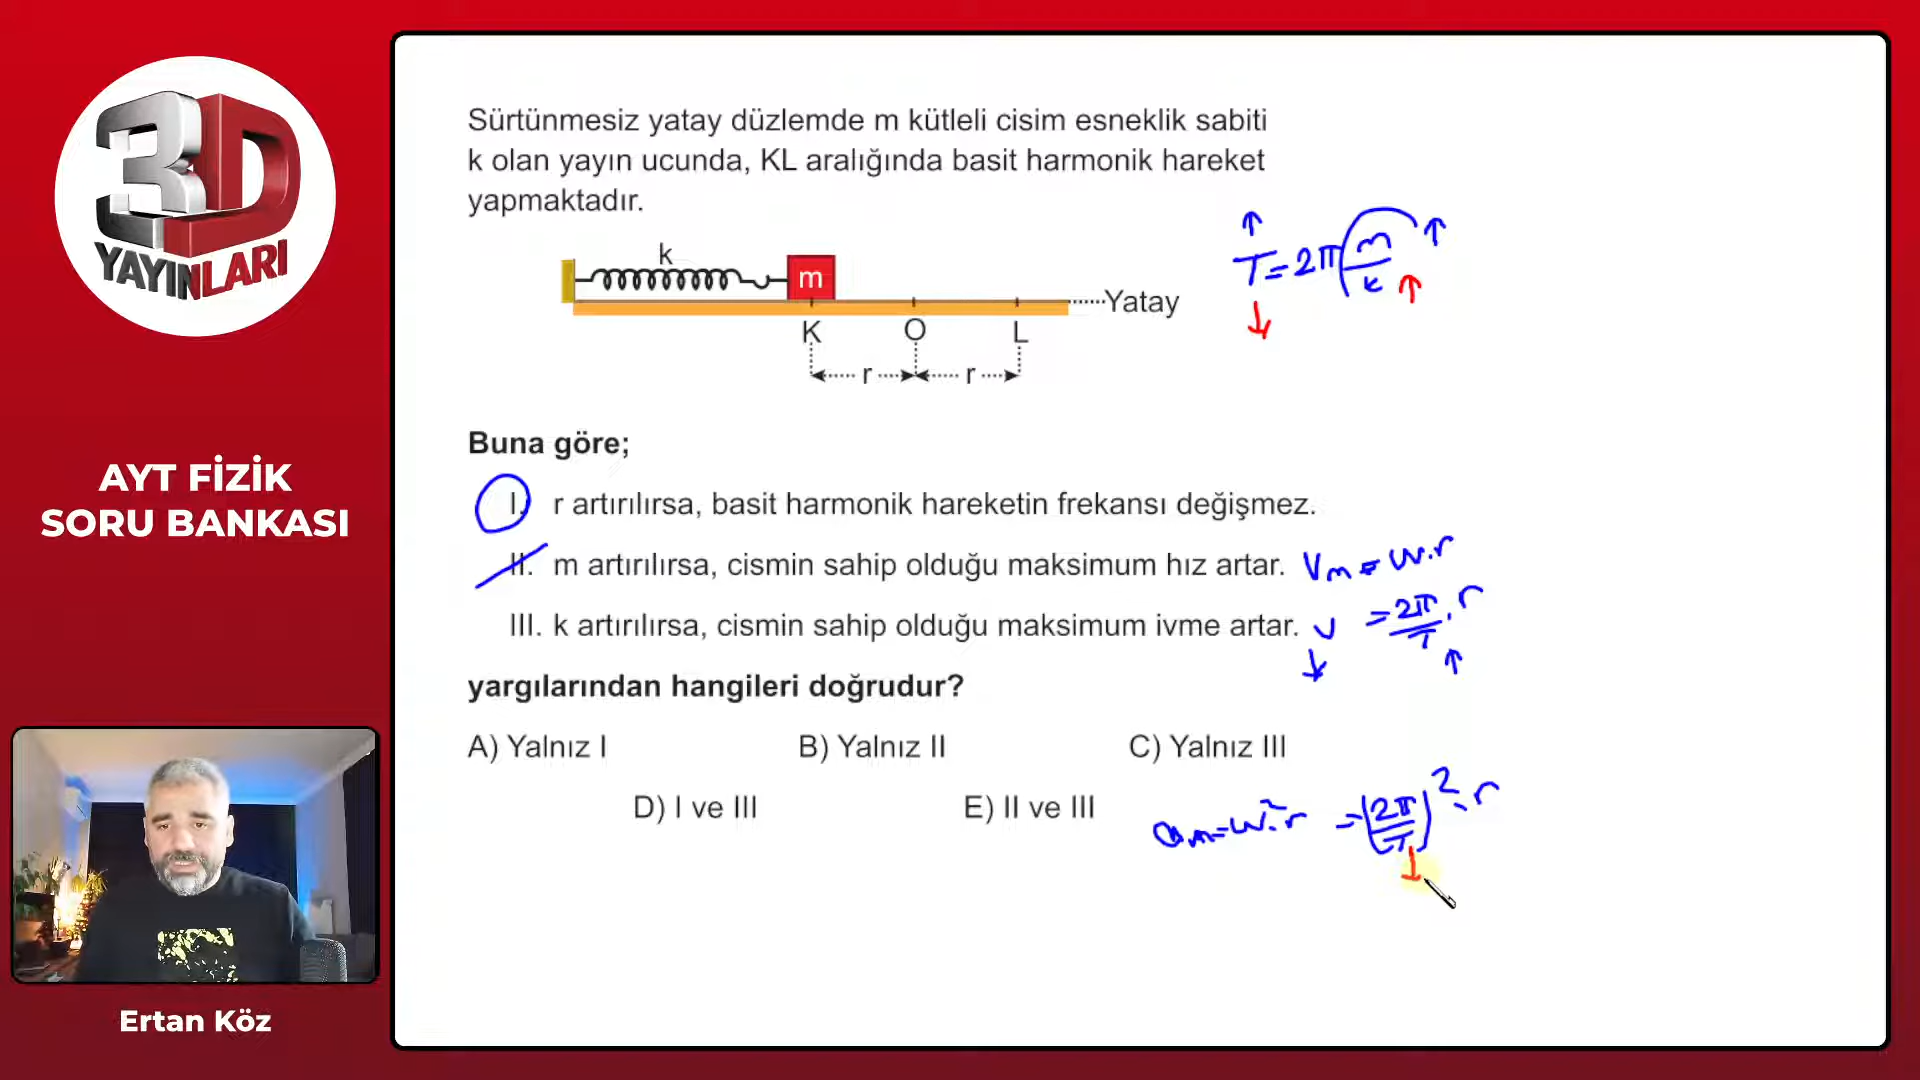 3D
YAYINLARI
AYT FİZİK
SORU BANKASI
Ertan Köz
Sürtünmesiz yatay düzlemde m kütleli cisim esneklik sabiti
k olan yayın ucunda, KL aralığında basit harmonik hareket
yapmaktadır.
k
m
Yatay
K O L
r r
T = 2π√(m/k)
Buna göre;
I. r artırılırsa, basit harmonik hareketin frekansı değişmez.
II. m artırılırsa, cismin sahip olduğu maksimum hız artar.
Vm = w.r
III. k artırılırsa, cismin sahip olduğu maksimum ivme artar.
v = 2π/T . r
yargılarından hangileri doğrudur?
A) Yalnız I B) Yalnız II C) Yalnız III
D) I ve III E) II ve III
am = w².r = (2π/T)².r